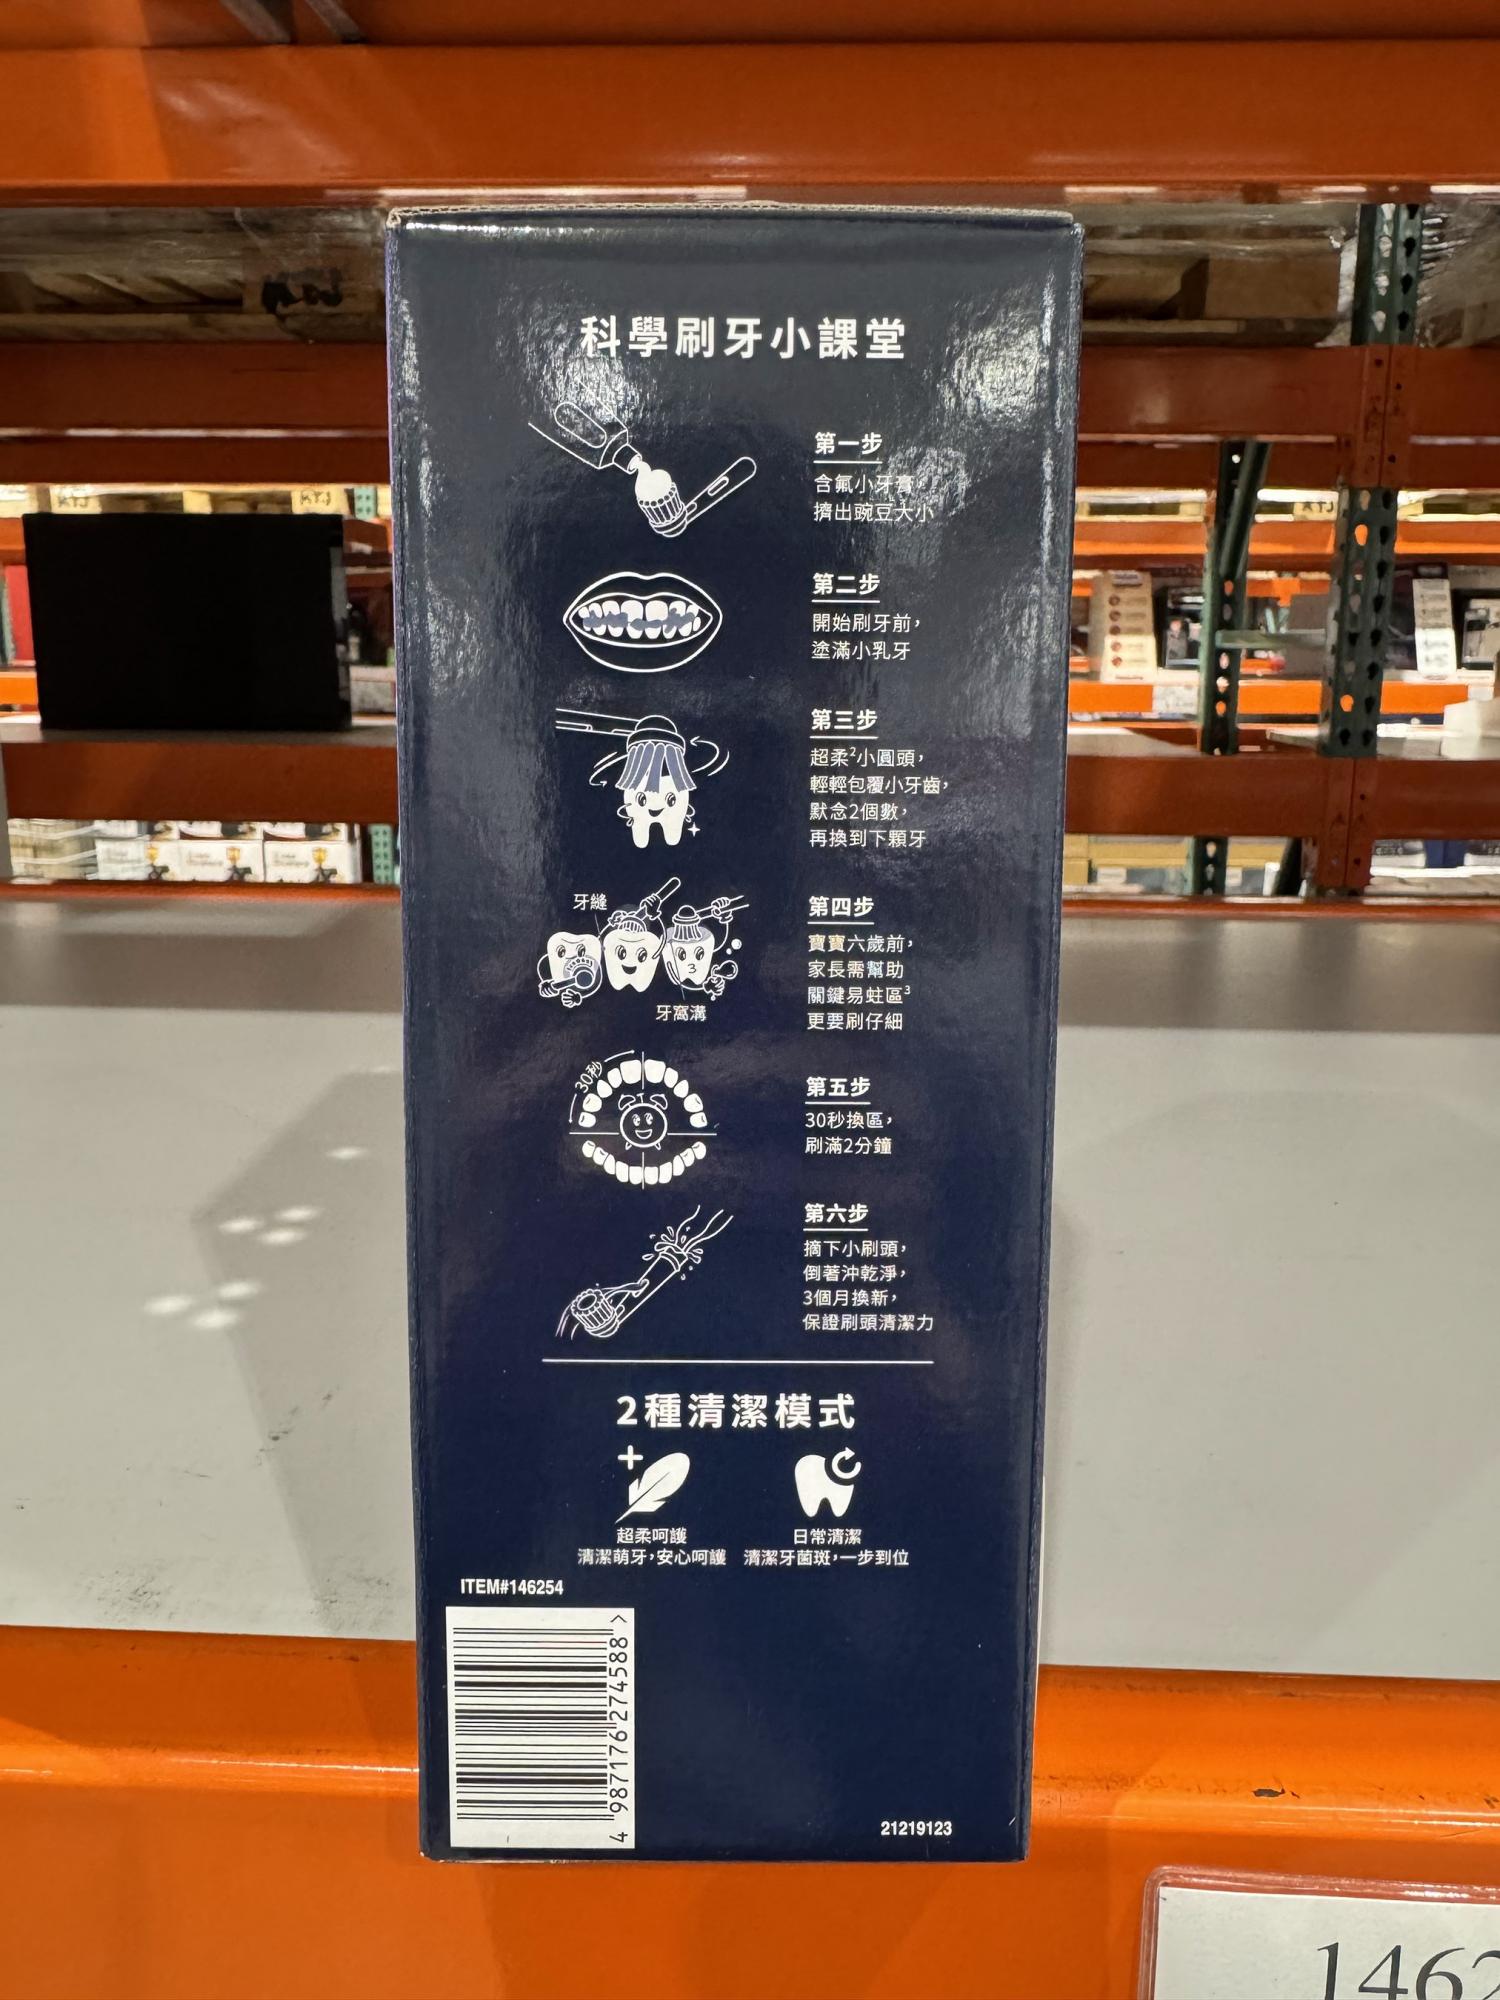 科學刷牙小課堂
第一步
含氟小牙膏,
擠出豌豆大小
第二步
開始刷牙前,
塗滿小乳牙
第三步
超柔²小圓頭,
輕輕包覆小牙齒,
默念2個數,
再換到下顆牙
牙縫
牙窩溝
第四步
寶寶六歲前,
家長需幫助
關鍵易蛀區³
更要刷仔細
30秒
第五步
30秒換區,
刷滿2分鐘
第六步
摘下小刷頭,
倒著沖乾淨,
3個月換新,
保證刷頭清潔力
2種清潔模式
超柔呵護
清潔萌牙,安心呵護
日常清潔
清潔牙菌斑,一步到位
ITEM#146254
4 987176 274588 >
21219123
1462